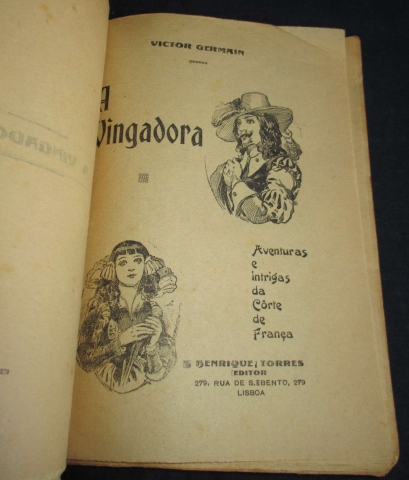 VICTOR GERMAIN
A
Vingadora
Aventuras
e
intrigas
da
Côrte
de
França
HENRIQUE TORRES
EDITOR
279, RUA DE S. BENTO, 279
LISBOA